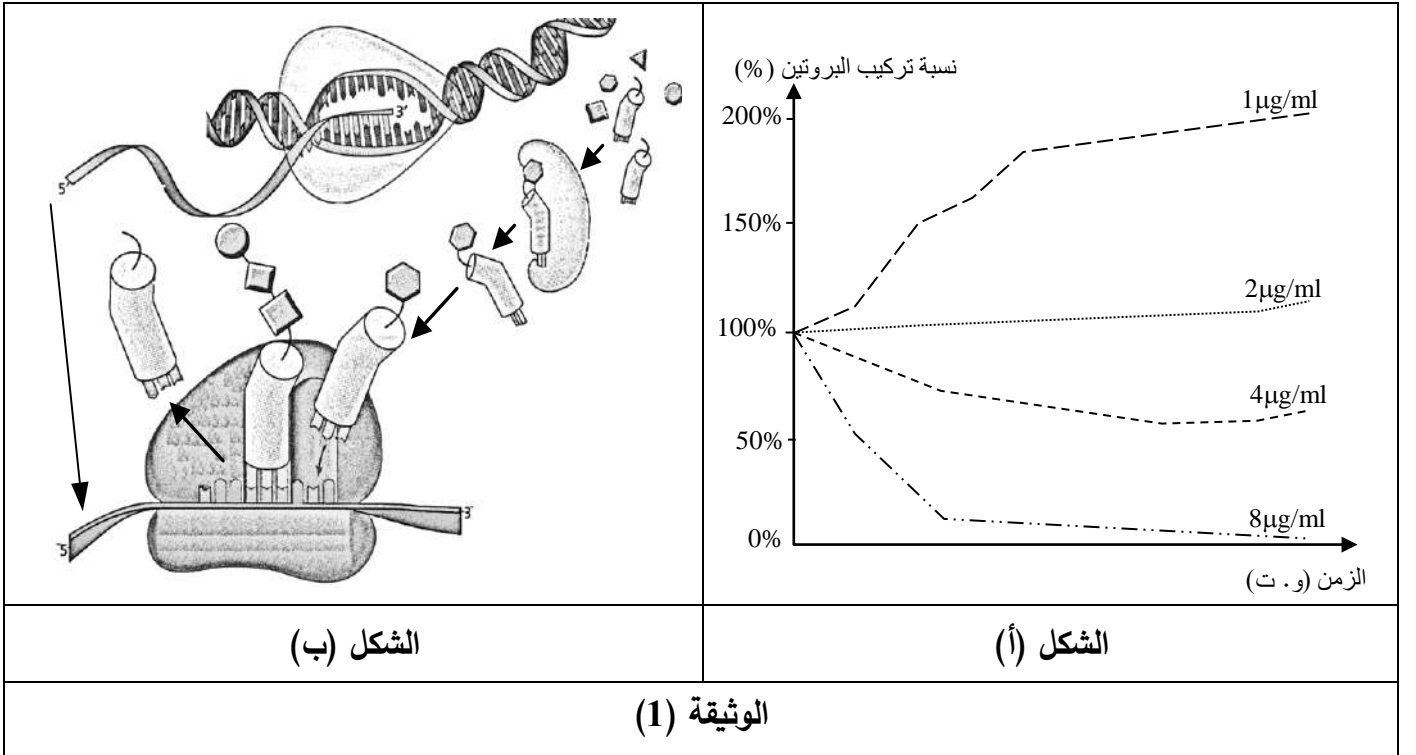 نسبة تركيب البروتين (%)
200%
150%
100%
50%
0%
1µg/ml
2µg/ml
4µg/ml
8µg/ml
الزمن (و. ت)
3'
5'
5'
3'
الشكل (أ)
الشكل (ب)
الوثيقة (1)